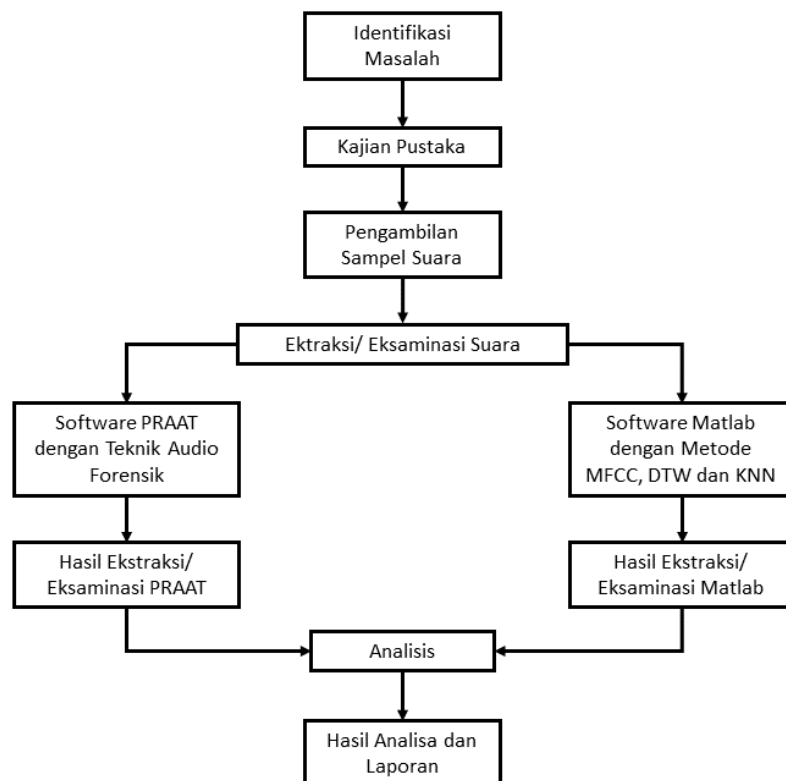 Identifikasi
Masalah
Kajian Pustaka
Pengambilan
Sampel Suara
Ektraksi/ Eksaminasi Suara
Software PRAAT
dengan Teknik Audio
Forensik
Software Matlab
dengan Metode
MFCC, DTW dan KNN
Hasil Ekstraksi/
Eksaminasi PRAAT
Hasil Ekstraksi/
Eksaminasi Matlab
Analisis
Hasil Analisa dan
Laporan